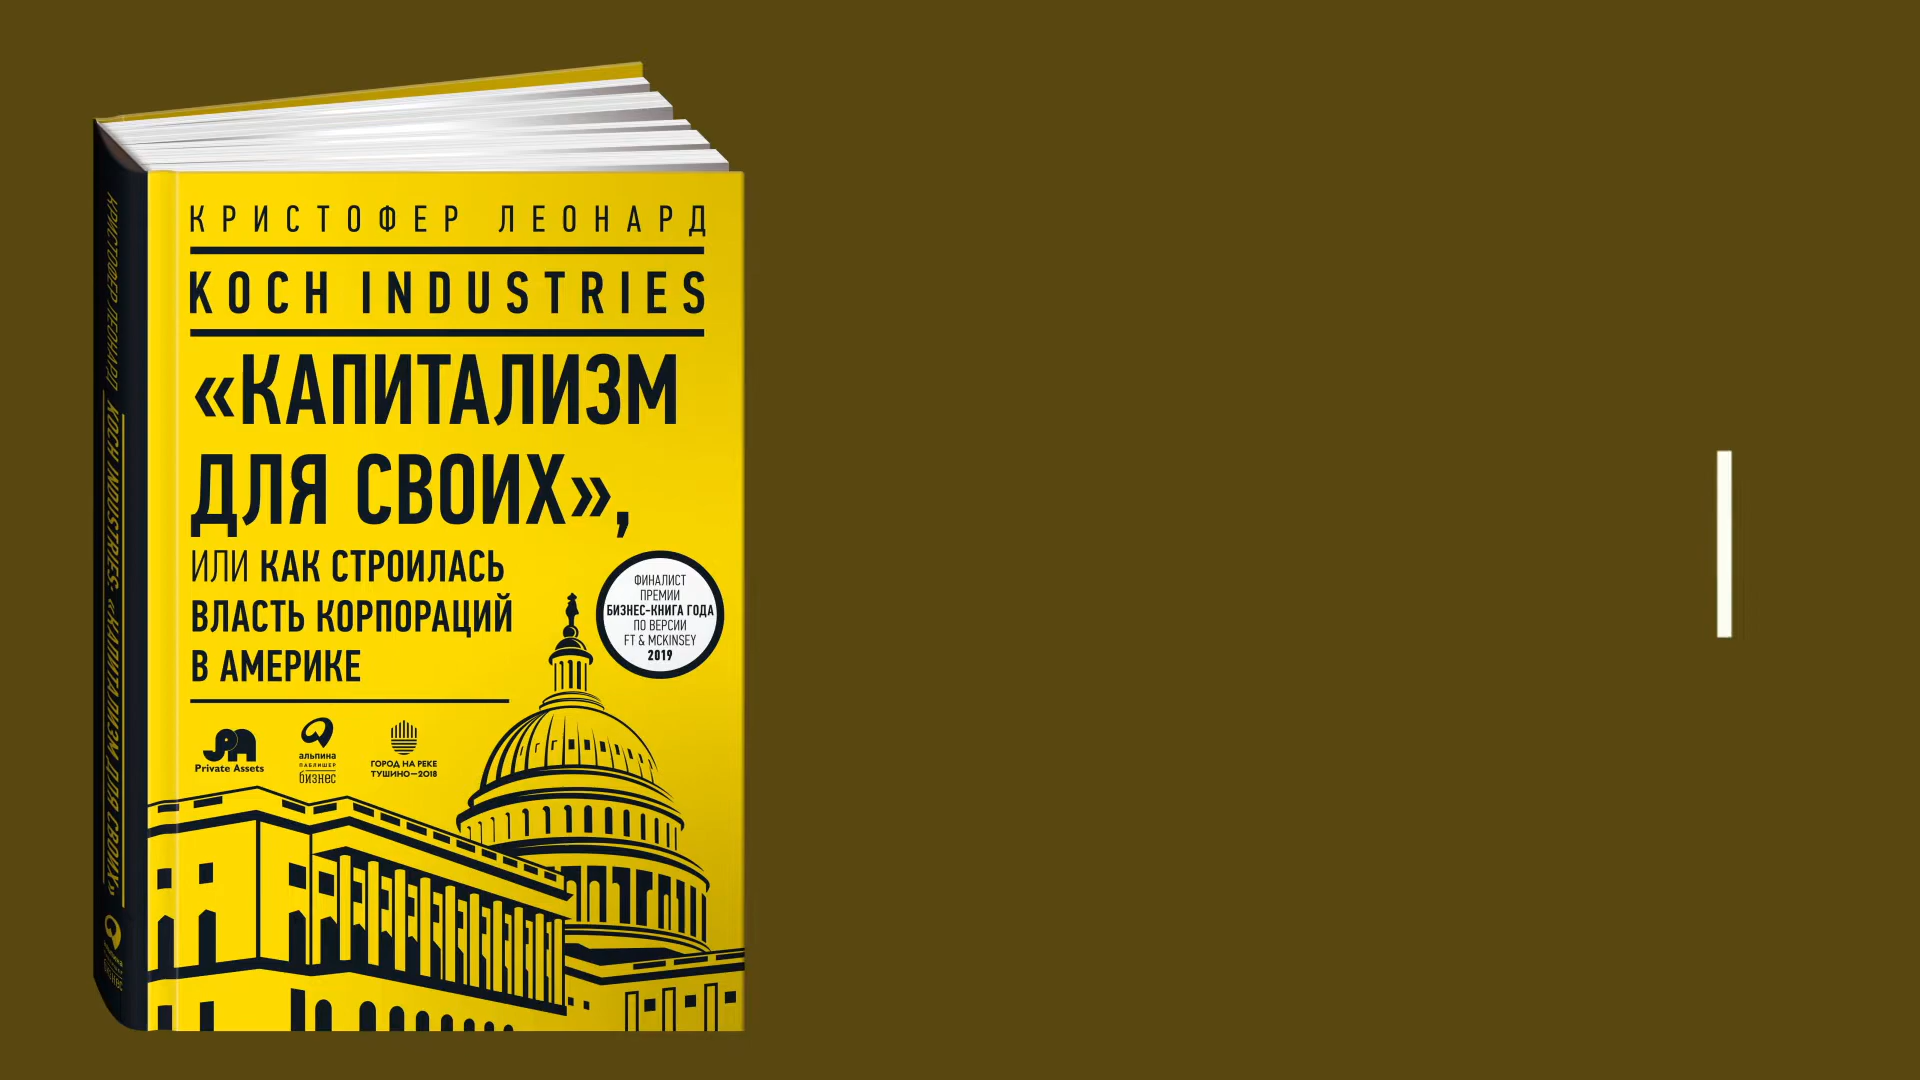 КРИСТОФЕР ЛЕОНАРД
KOCH INDUSTRIES
«КАПИТАЛИЗМ
ДЛЯ СВОИХ»,
ИЛИ КАК СТРОИЛАСЬ
ВЛАСТЬ КОРПОРАЦИЙ
В АМЕРИКЕ
ФИНАЛИСТ
ПРЕМИИ
БИЗНЕС-КНИГА ГОДА
ПО ВЕРСИИ
FT & MCKINSEY
2019
Private Assets
альпина
ПАБЛИШЕР
бизнес
ГОРОД НА РЕКЕ
ТУШИНО—2018
КРИСТОФЕР ЛЕОНАРД KOCH INDUSTRIES: «КАПИТАЛИЗМ ДЛЯ СВОИХ»